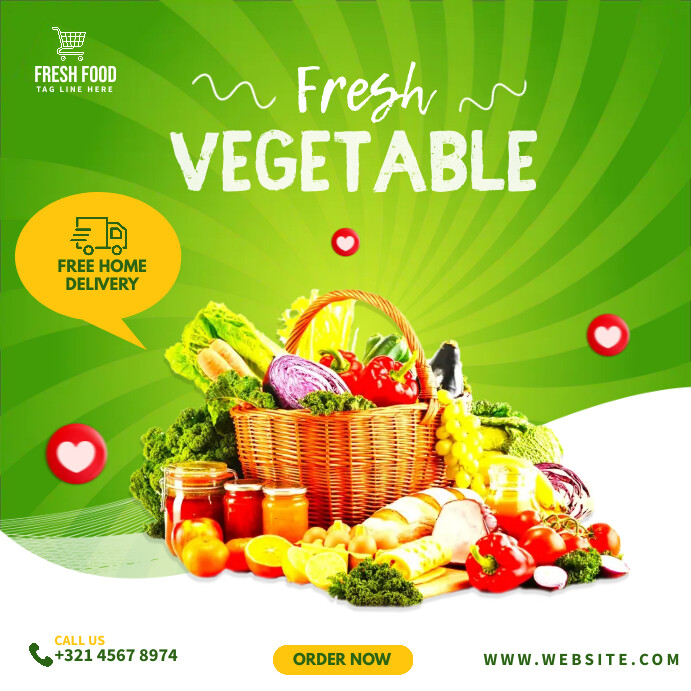 FRESH FOOD
TAG LINE HERE
Fresh
VEGETABLE
FREE HOME
DELIVERY
CALL US
+321 4567 8974
ORDER NOW
WWW.WEBSITE.COM